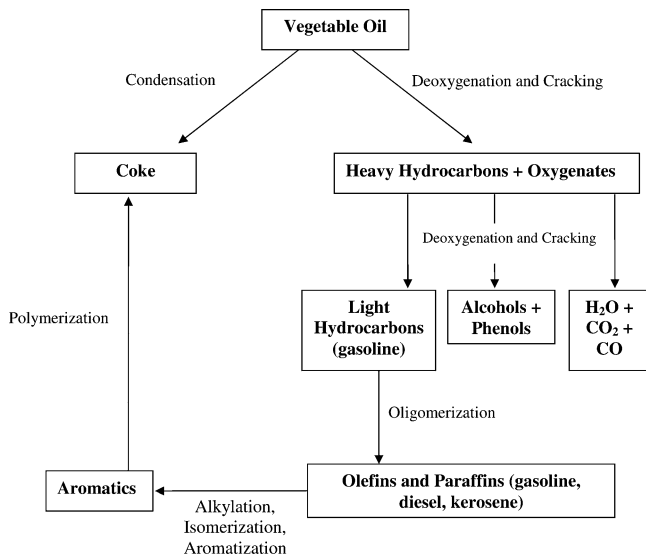 Vegetable Oil
Condensation
Deoxygenation and Cracking
Coke
Heavy Hydrocarbons + Oxygenates
Deoxygenation and Cracking
Polymerization
Light
Hydrocarbons
(gasoline)
Alcohols +
Phenols
H₂O +
CO₂ +
CO
Oligomerization
Aromatics
Olefins and Paraffins (gasoline,
diesel, kerosene)
Alkylation,
Isomerization,
Aromatization